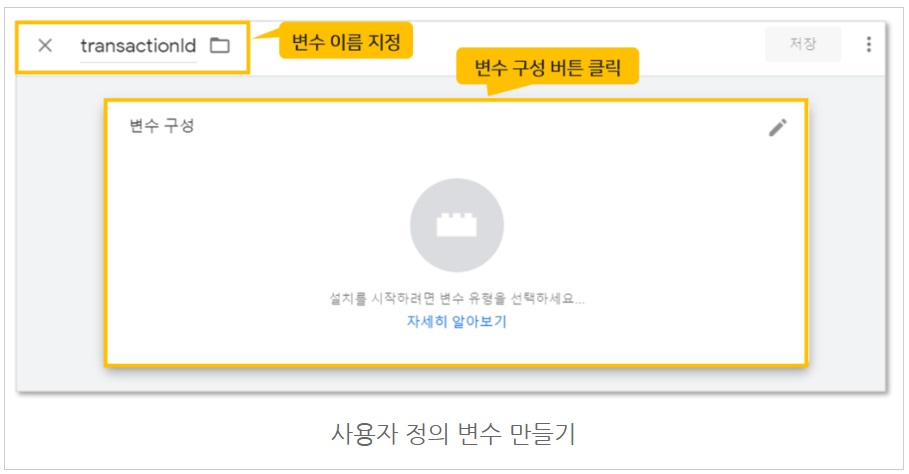 transactionId
변수 이름 지정
저장
변수 구성 버튼 클릭
변수 구성
설치를 시작하려면 변수 유형을 선택하세요...
자세히 알아보기
사용자 정의 변수 만들기